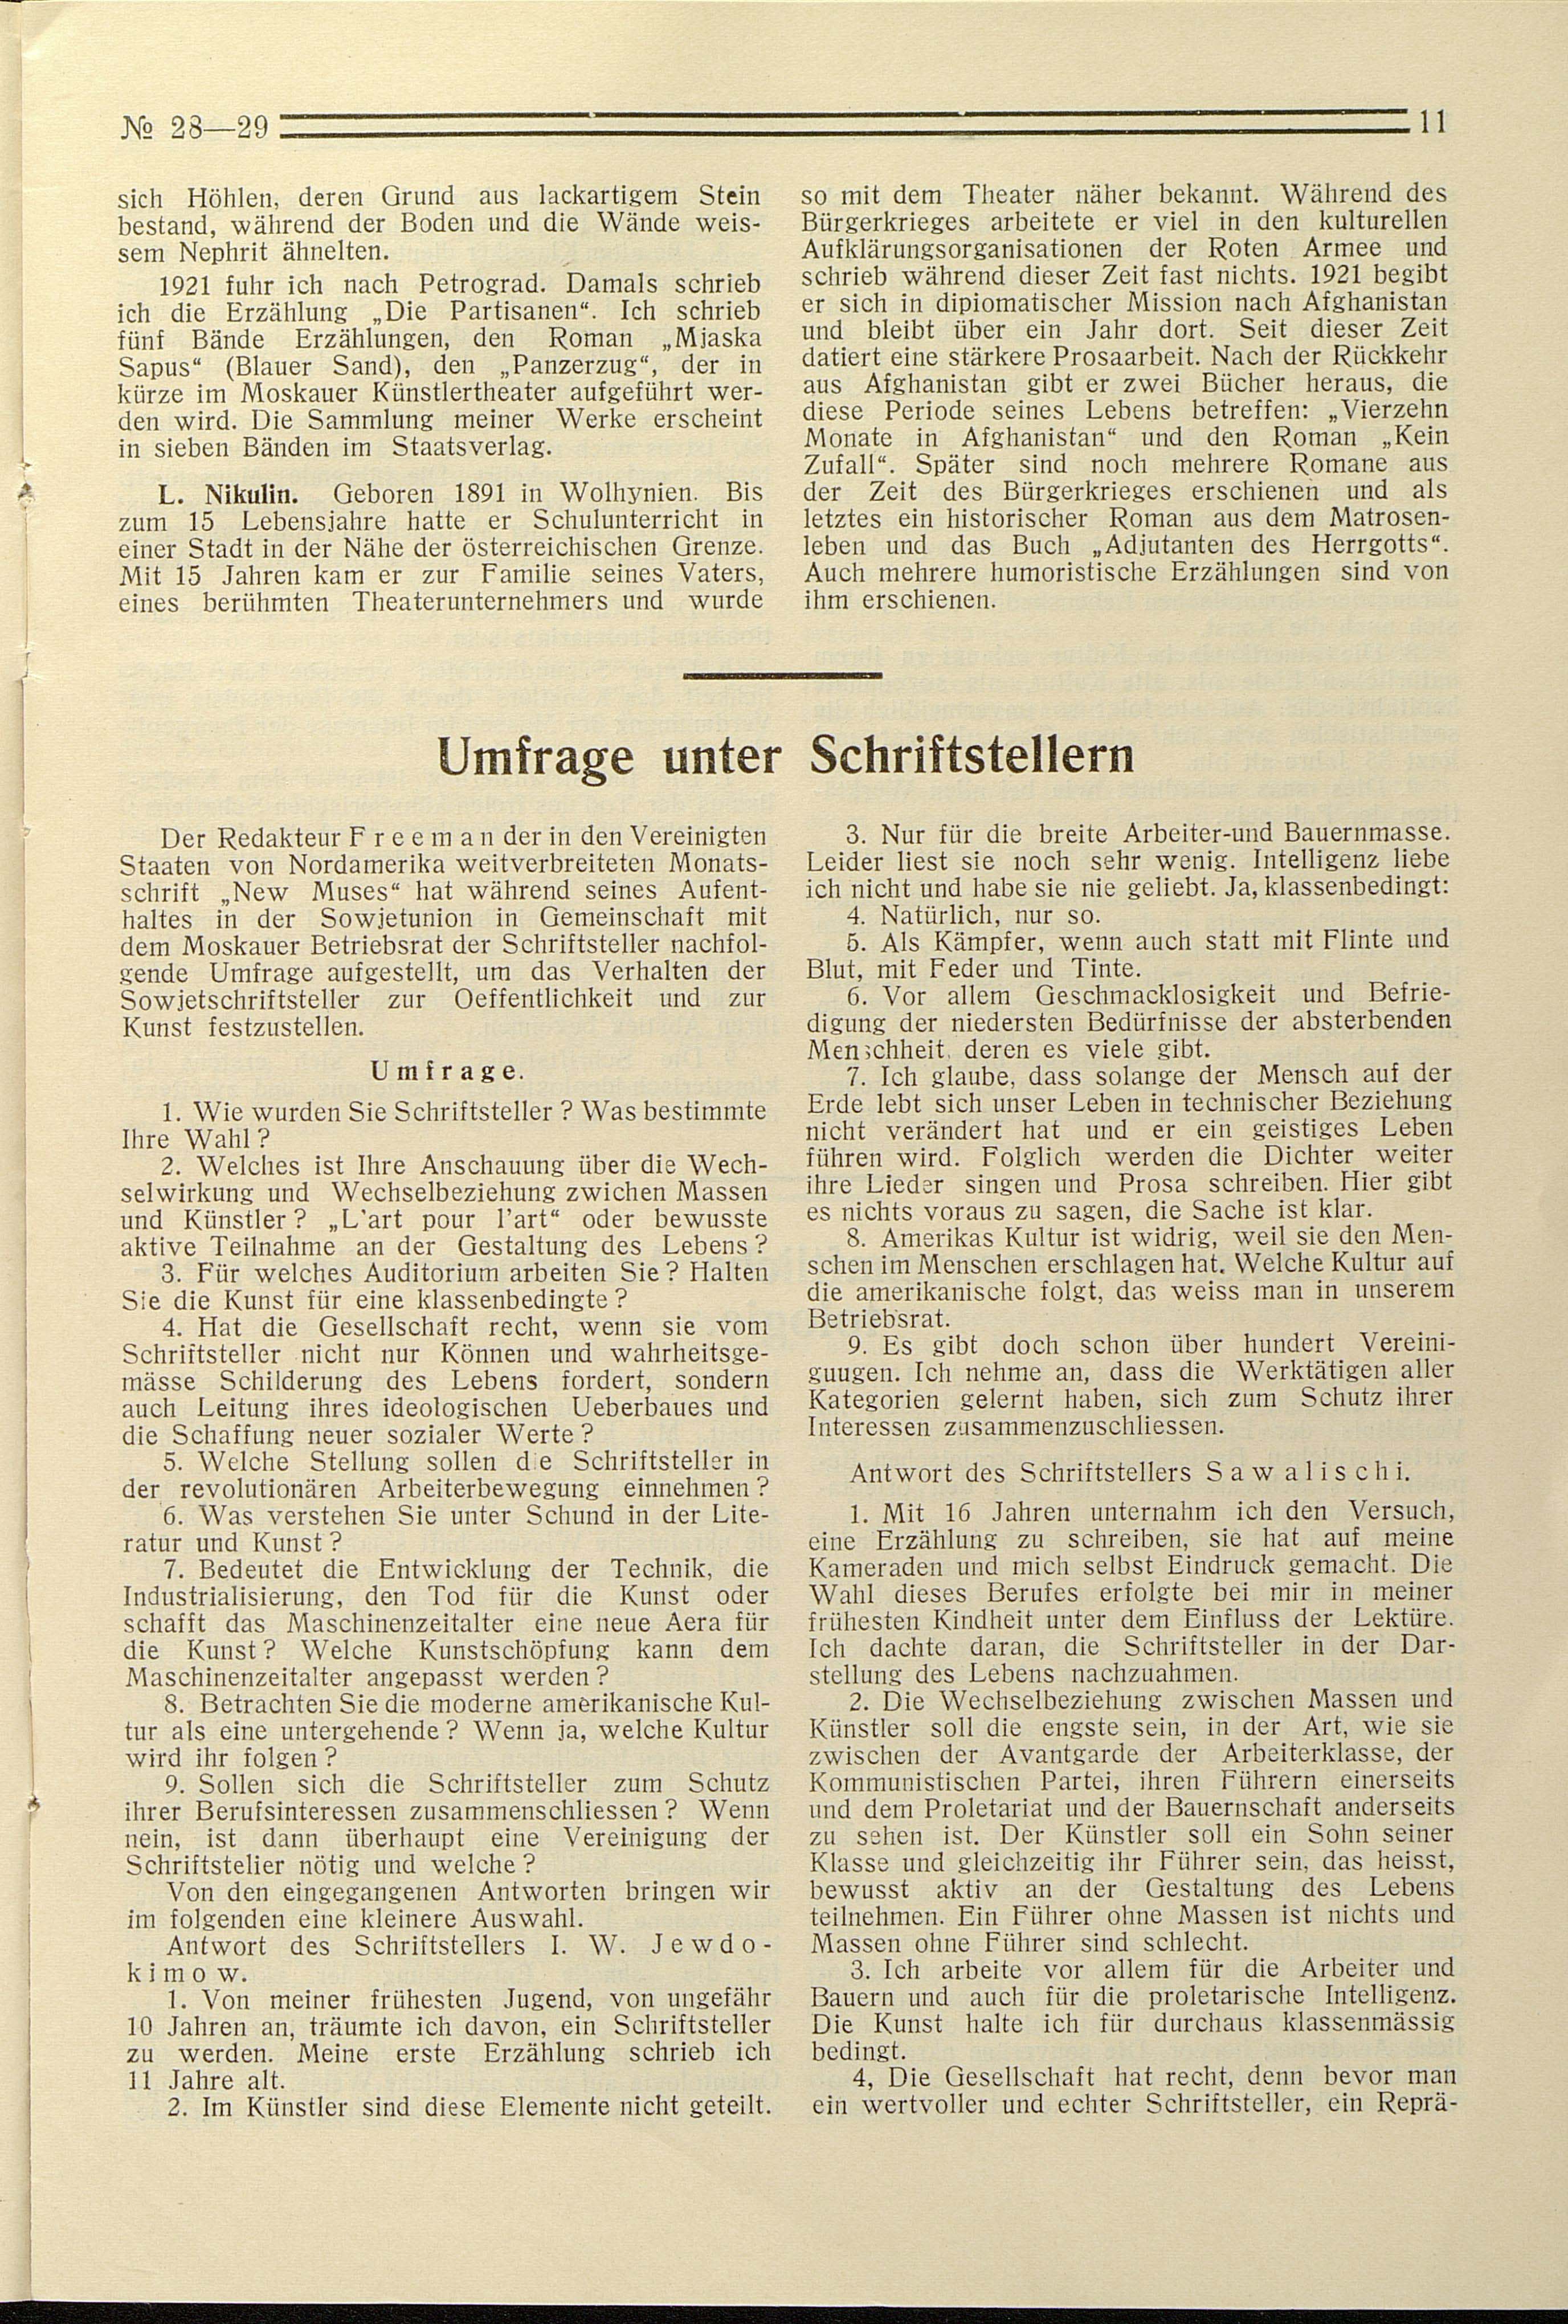 № 28—29
11
sich Höhlen, deren Grund aus lackartigem Stein
bestand, während der Boden und die Wände weis-
sem Nephrit ähnelten.
1921 fuhr ich nach Petrograd. Damals schrieb
ich die Erzählung „Die Partisanen“. Ich schrieb
fünf Bände Erzählungen, den Roman „Mjaska
Sapus“ (Blauer Sand), den „Panzerzug“, der in
kürze im Moskauer Künstlertheater aufgeführt wer-
den wird. Die Sammlung meiner Werke erscheint
in sieben Bänden im Staatsverlag.
L. Nikulin. Geboren 1891 in Wolhynien. Bis
zum 15 Lebensjahre hatte er Schulunterricht in
einer Stadt in der Nähe der österreichischen Grenze.
Mit 15 Jahren kam er zur Familie seines Vaters,
eines berühmten Theaterunternehmers und wurde
so mit dem Theater näher bekannt. Während des
Bürgerkrieges arbeitete er viel in den kulturellen
Aufklärungsorganisationen der Roten Armee und
schrieb während dieser Zeit fast nichts. 1921 begibt
er sich in dipiomatischer Mission nach Afghanistan
und bleibt über ein Jahr dort. Seit dieser Zeit
datiert eine stärkere Prosaarbeit. Nach der Rückkehr
aus Afghanistan gibt er zwei Bücher heraus, die
diese Periode seines Lebens betreffen: „Vierzehn
Monate in Afghanistan“ und den Roman „Kein
Zufall“. Später sind noch mehrere Romane aus
der Zeit des Bürgerkrieges erschienen und als
letztes ein historischer Roman aus dem Matrosen-
leben und das Buch „Adjutanten des Herrgotts“.
Auch mehrere humoristische Erzählungen sind von
ihm erschienen.
Umfrage unter Schriftstellern
Der Redakteur Freeman der in den Vereinigten
Staaten von Nordamerika weitverbreiteten Monats-
schrift „New Muses“ hat während seines Aufent-
haltes in der Sowjetunion in Gemeinschaft mit
dem Moskauer Betriebsrat der Schriftsteller nachfol-
gende Umfrage aufgestellt, um das Verhalten der
Sowjetschriftsteller zur Oeffentlichkeit und zur
Kunst festzustellen.
Umfrage.
1. Wie wurden Sie Schriftsteller? Was bestimmte
Ihre Wahl?
2. Welches ist Ihre Anschauung über die Wech-
selwirkung und Wechselbeziehung zwichen Massen
und Künstler? „L'art pour l'art“ oder bewusste
aktive Teilnahme an der Gestaltung des Lebens?
3. Für welches Auditorium arbeiten Sie? Halten
Sie die Kunst für eine klassenbedingte?
4. Hat die Gesellschaft recht, wenn sie vom
Schriftsteller nicht nur Können und wahrheitsge-
mässe Schilderung des Lebens fordert, sondern
auch Leitung ihres ideologischen Ueberbaues und
die Schaffung neuer sozialer Werte?
5. Welche Stellung sollen die Schriftsteller in
der revolutionären Arbeiterbewegung einnehmen?
6. Was verstehen Sie unter Schund in der Lite-
ratur und Kunst?
7. Bedeutet die Entwicklung der Technik, die
Industrialisierung, den Tod für die Kunst oder
schafft das Maschinenzeitalter eine neue Aera für
die Kunst? Welche Kunstschöpfung kann dem
Maschinenzeitalter angepasst werden?
8. Betrachten Sie die moderne amerikanische Kul-
tur als eine untergehende? Wenn ja, welche Kultur
wird ihr folgen?
9. Sollen sich die Schriftsteller zum Schutz
ihrer Berufsinteressen zusammenschliessen? Wenn
nein, ist dann überhaupt eine Vereinigung der
Schriftsteller nötig und welche?
Von den eingegangenen Antworten bringen wir
im folgenden eine kleinere Auswahl.
Antwort des Schriftstellers I. W. Jewdo-
kimow.
1. Von meiner frühesten Jugend, von ungefähr
10 Jahren an, träumte ich davon, ein Schriftsteller
zu werden. Meine erste Erzählung schrieb ich
11 Jahre alt.
2. Im Künstler sind diese Elemente nicht geteilt.
3. Nur für die breite Arbeiter-und Bauernmasse.
Leider liest sie noch sehr wenig. Intelligenz liebe
ich nicht und habe sie nie geliebt. Ja, klassenbedingt:
4. Natürlich, nur so.
5. Als Kämpfer, wenn auch statt mit Flinte und
Blut, mit Feder und Tinte.
6. Vor allem Geschmacklosigkeit und Befrie-
digung der niedersten Bedürfnisse der absterbenden
Menschheit, deren es viele gibt.
7. Ich glaube, dass solange der Mensch auf der
Erde lebt sich unser Leben in technischer Beziehung
nicht verändert hat und er ein geistiges Leben
führen wird. Folglich werden die Dichter weiter
ihre Lieder singen und Prosa schreiben. Hier gibt
es nichts voraus zu sagen, die Sache ist klar.
8. Amerikas Kultur ist widrig, weil sie den Men-
schen im Menschen erschlagen hat. Welche Kultur auf
die amerikanische folgt, das weiss man in unserem
Betriebsrat.
9. Es gibt doch schon über hundert Vereini-
guugen. Ich nehme an, dass die Werktätigen aller
Kategorien gelernt haben, sich zum Schutz ihrer
Interessen zusammenzuschliessen.
Antwort des Schriftstellers Sawalischi.
1. Mit 16 Jahren unternahm ich den Versuch,
eine Erzählung zu schreiben, sie hat auf meine
Kameraden und mich selbst Eindruck gemacht. Die
Wahl dieses Berufes erfolgte bei mir in meiner
frühesten Kindheit unter dem Einfluss der Lektüre.
Ich dachte daran, die Schriftsteller in der Dar-
stellung des Lebens nachzuahmen.
2. Die Wechselbeziehung zwischen Massen und
Künstler soll die engste sein, in der Art, wie sie
zwischen der Avantgarde der Arbeiterklasse, der
Kommunistischen Partei, ihren Führern einerseits
und dem Proletariat und der Bauernschaft anderseits
zu sehen ist. Der Künstler soll ein Sohn seiner
Klasse und gleichzeitig ihr Führer sein, das heisst,
bewusst aktiv an der Gestaltung des Lebens
teilnehmen. Ein Führer ohne Massen ist nichts und
Massen ohne Führer sind schlecht.
3. Ich arbeite vor allem für die Arbeiter und
Bauern und auch für die proletarische Intelligenz.
Die Kunst halte ich für durchaus klassenmässig
bedingt.
4, Die Gesellschaft hat recht, denn bevor man
ein wertvoller und echter Schriftsteller, ein Reprä-